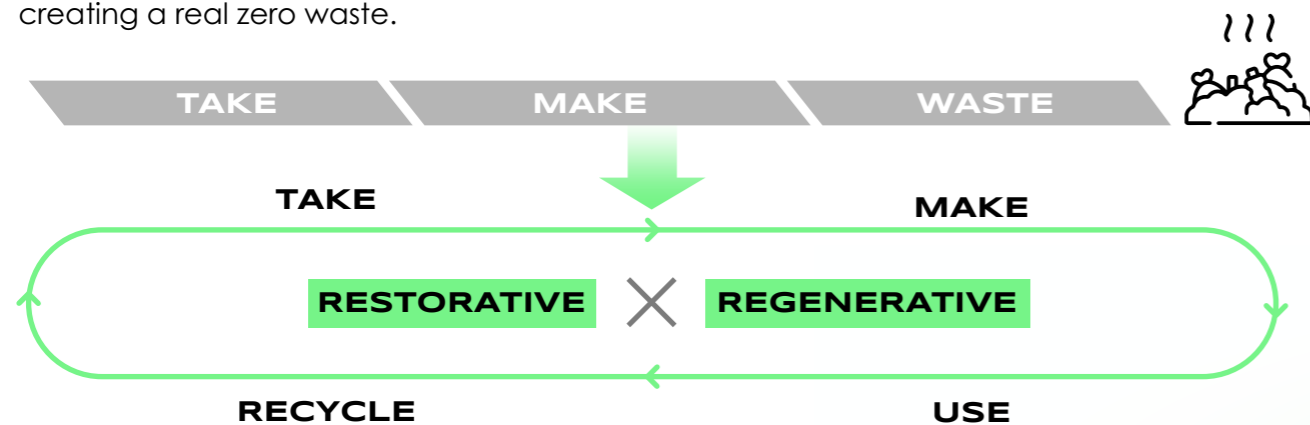 creating a real zero waste.
TAKE MAKE WASTE
TAKE MAKE
RESTORATIVE REGENERATIVE
RECYCLE USE